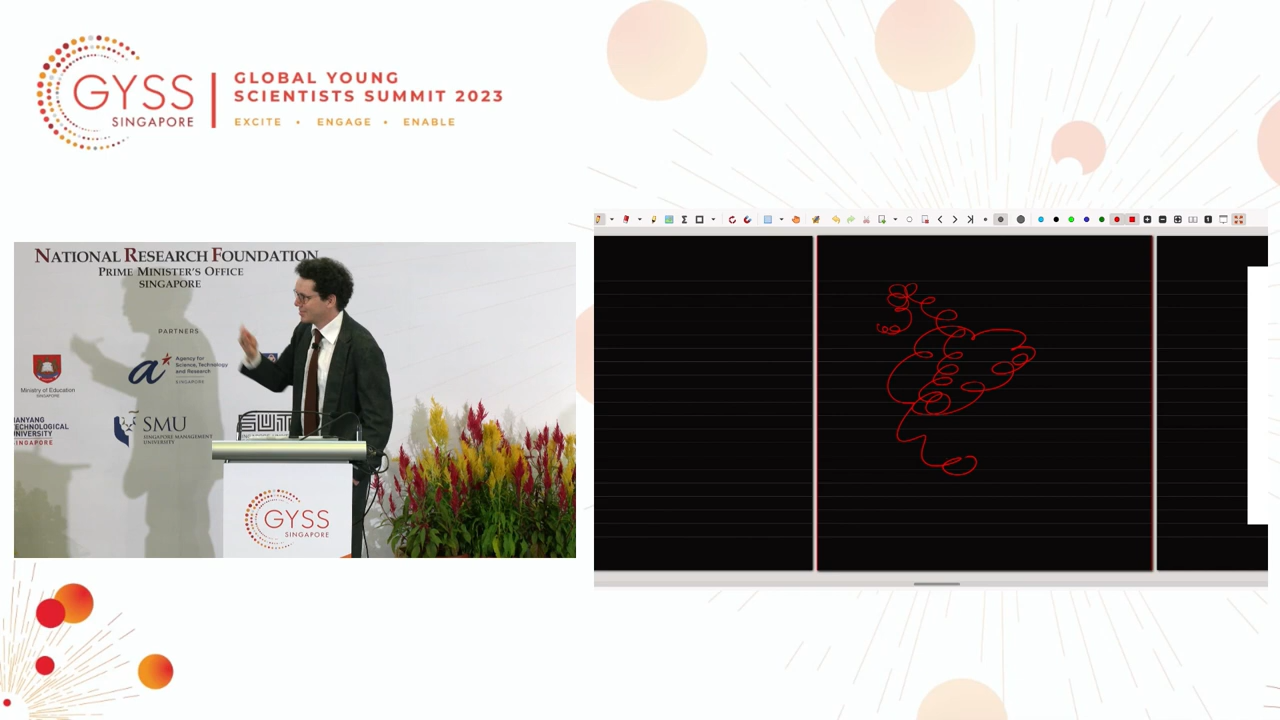 GYSS
SINGAPORE
GLOBAL YOUNG
SCIENTISTS SUMMIT 2023
EXCITE • ENGAGE • ENABLE
NATIONAL RESEARCH FOUNDATION
PRIME MINISTER'S OFFICE
SINGAPORE
PARTNERS
Ministry of Education
SINGAPORE
Agency for
Science, Technology
and Research
SINGAPORE
ANYANG
TECHNOLOGICAL
UNIVERSITY
SINGAPORE
SMU
SINGAPORE MANAGEMENT
UNIVERSITY
GYSS
SINGAPORE